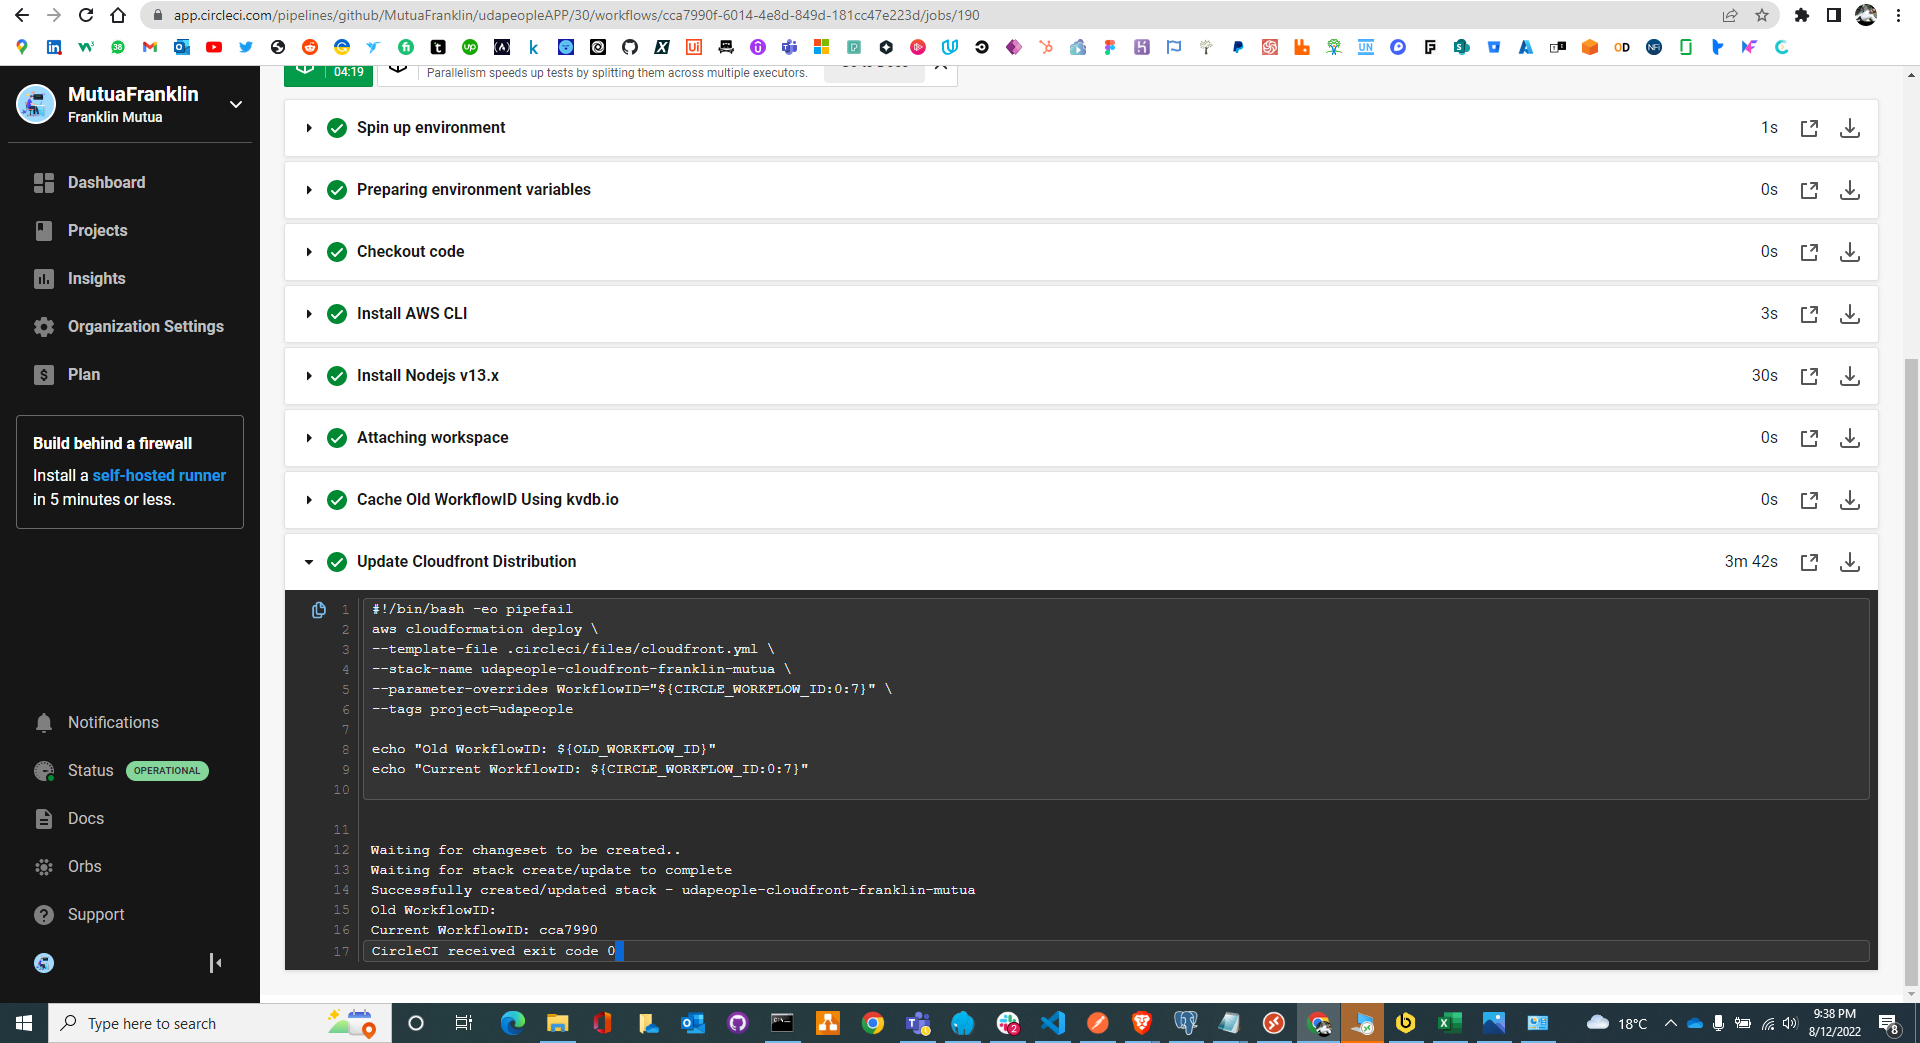 app.circleci.com/pipelines/github/MutuaFranklin/udapeopleAPP/30/workflows/cca7990f-6014-4e8d-849d-181cc47e223d/jobs/190
04:19
Parallelism speeds up tests by splitting them across multiple executors.
MutuaFranklin
Franklin Mutua
Dashboard
Projects
Insights
Organization Settings
Plan
Build behind a firewall
Install a self-hosted runner
in 5 minutes or less.
Notifications
Status OPERATIONAL
Docs
Orbs
Support
Spin up environment 1s
Preparing environment variables 0s
Checkout code 0s
Install AWS CLI 3s
Install Nodejs v13.x 30s
Attaching workspace 0s
Cache Old WorkflowID Using kvdb.io 0s
Update Cloudfront Distribution 3m 42s
1 #!/bin/bash -eo pipefail
2 aws cloudformation deploy \
3 --template-file .circleci/files/cloudfront.yml \
4 --stack-name udapeople-cloudfront-franklin-mutua \
5 --parameter-overrides WorkflowID="${CIRCLE_WORKFLOW_ID:0:7}" \
6 --tags project=udapeople
7
8 echo "Old WorkflowID: ${OLD_WORKFLOW_ID}"
9 echo "Current WorkflowID: ${CIRCLE_WORKFLOW_ID:0:7}"
10
11
12 Waiting for changeset to be created..
13 Waiting for stack create/update to complete
14 Successfully created/updated stack - udapeople-cloudfront-franklin-mutua
15 Old WorkflowID:
16 Current WorkflowID: cca7990
17 CircleCI received exit code 0
Type here to search
18°C
9:38 PM
8/12/2022
8